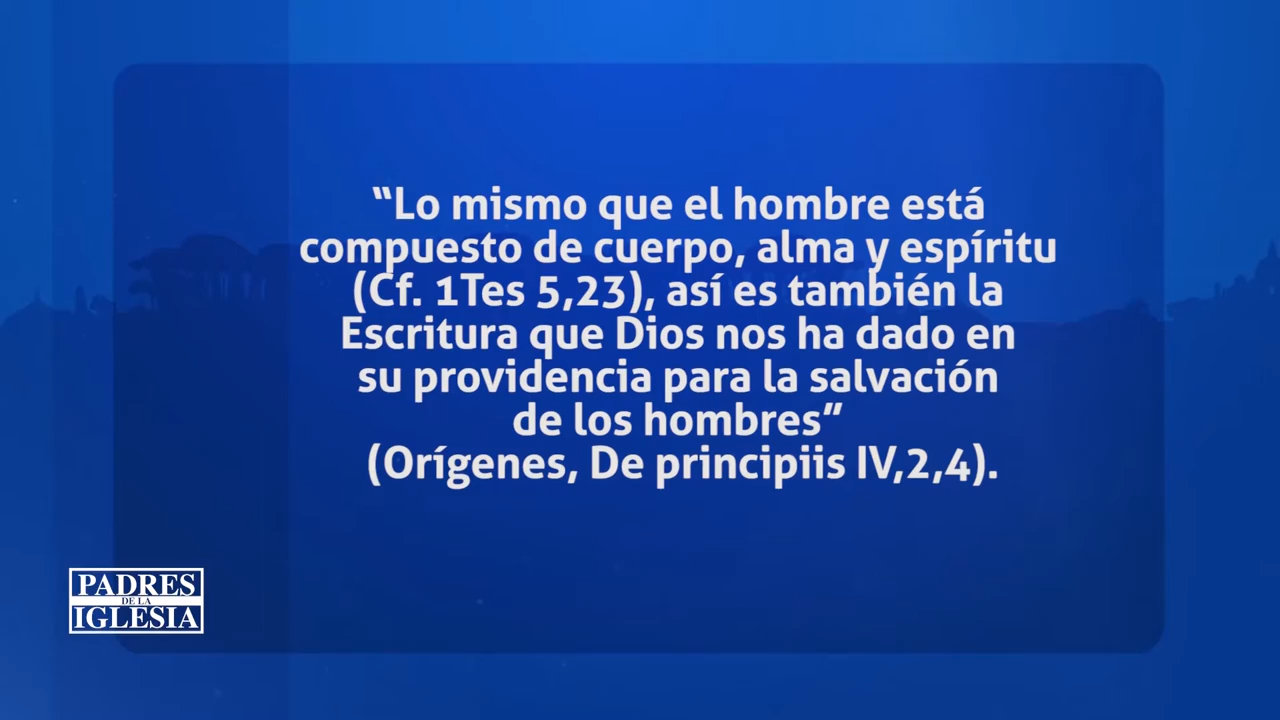 “Lo mismo que el hombre está
compuesto de cuerpo, alma y espíritu
(Cf. 1Tes 5,23), así es también la
Escritura que Dios nos ha dado en
su providencia para la salvación
de los hombres”
(Orígenes, De principiis IV,2,4).
PADRES
DE LA
IGLESIA